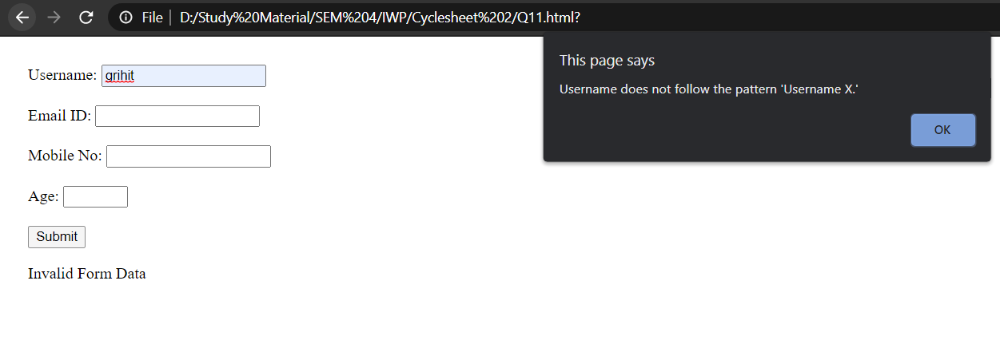 File | D:/Study%20Material/SEM%204/IWP/Cyclesheet%202/Q11.html?
This page says
Username does not follow the pattern 'Username X.'
OK
Username: grihit
Email ID:
Mobile No:
Age:
Submit
Invalid Form Data